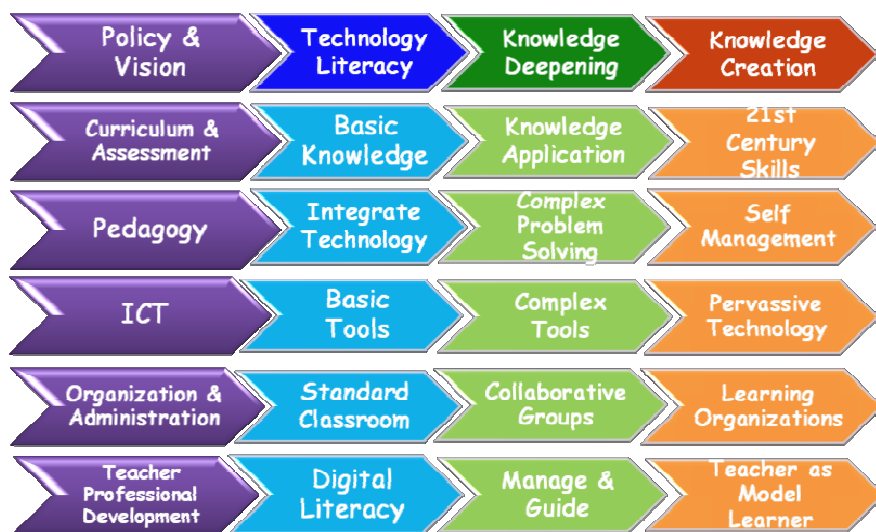 Policy &
Vision
Technology
Literacy
Knowledge
Deepening
Knowledge
Creation
Curriculum &
Assessment
Basic
Knowledge
Knowledge
Application
21st
Century
Skills
Pedagogy
Integrate
Technology
Complex
Problem
Solving
Self
Management
ICT
Basic
Tools
Complex
Tools
Pervassive
Technology
Organization &
Administration
Standard
Classroom
Collaborative
Groups
Learning
Organizations
Teacher
Professional
Development
Digital
Literacy
Manage &
Guide
Teacher as
Model
Learner